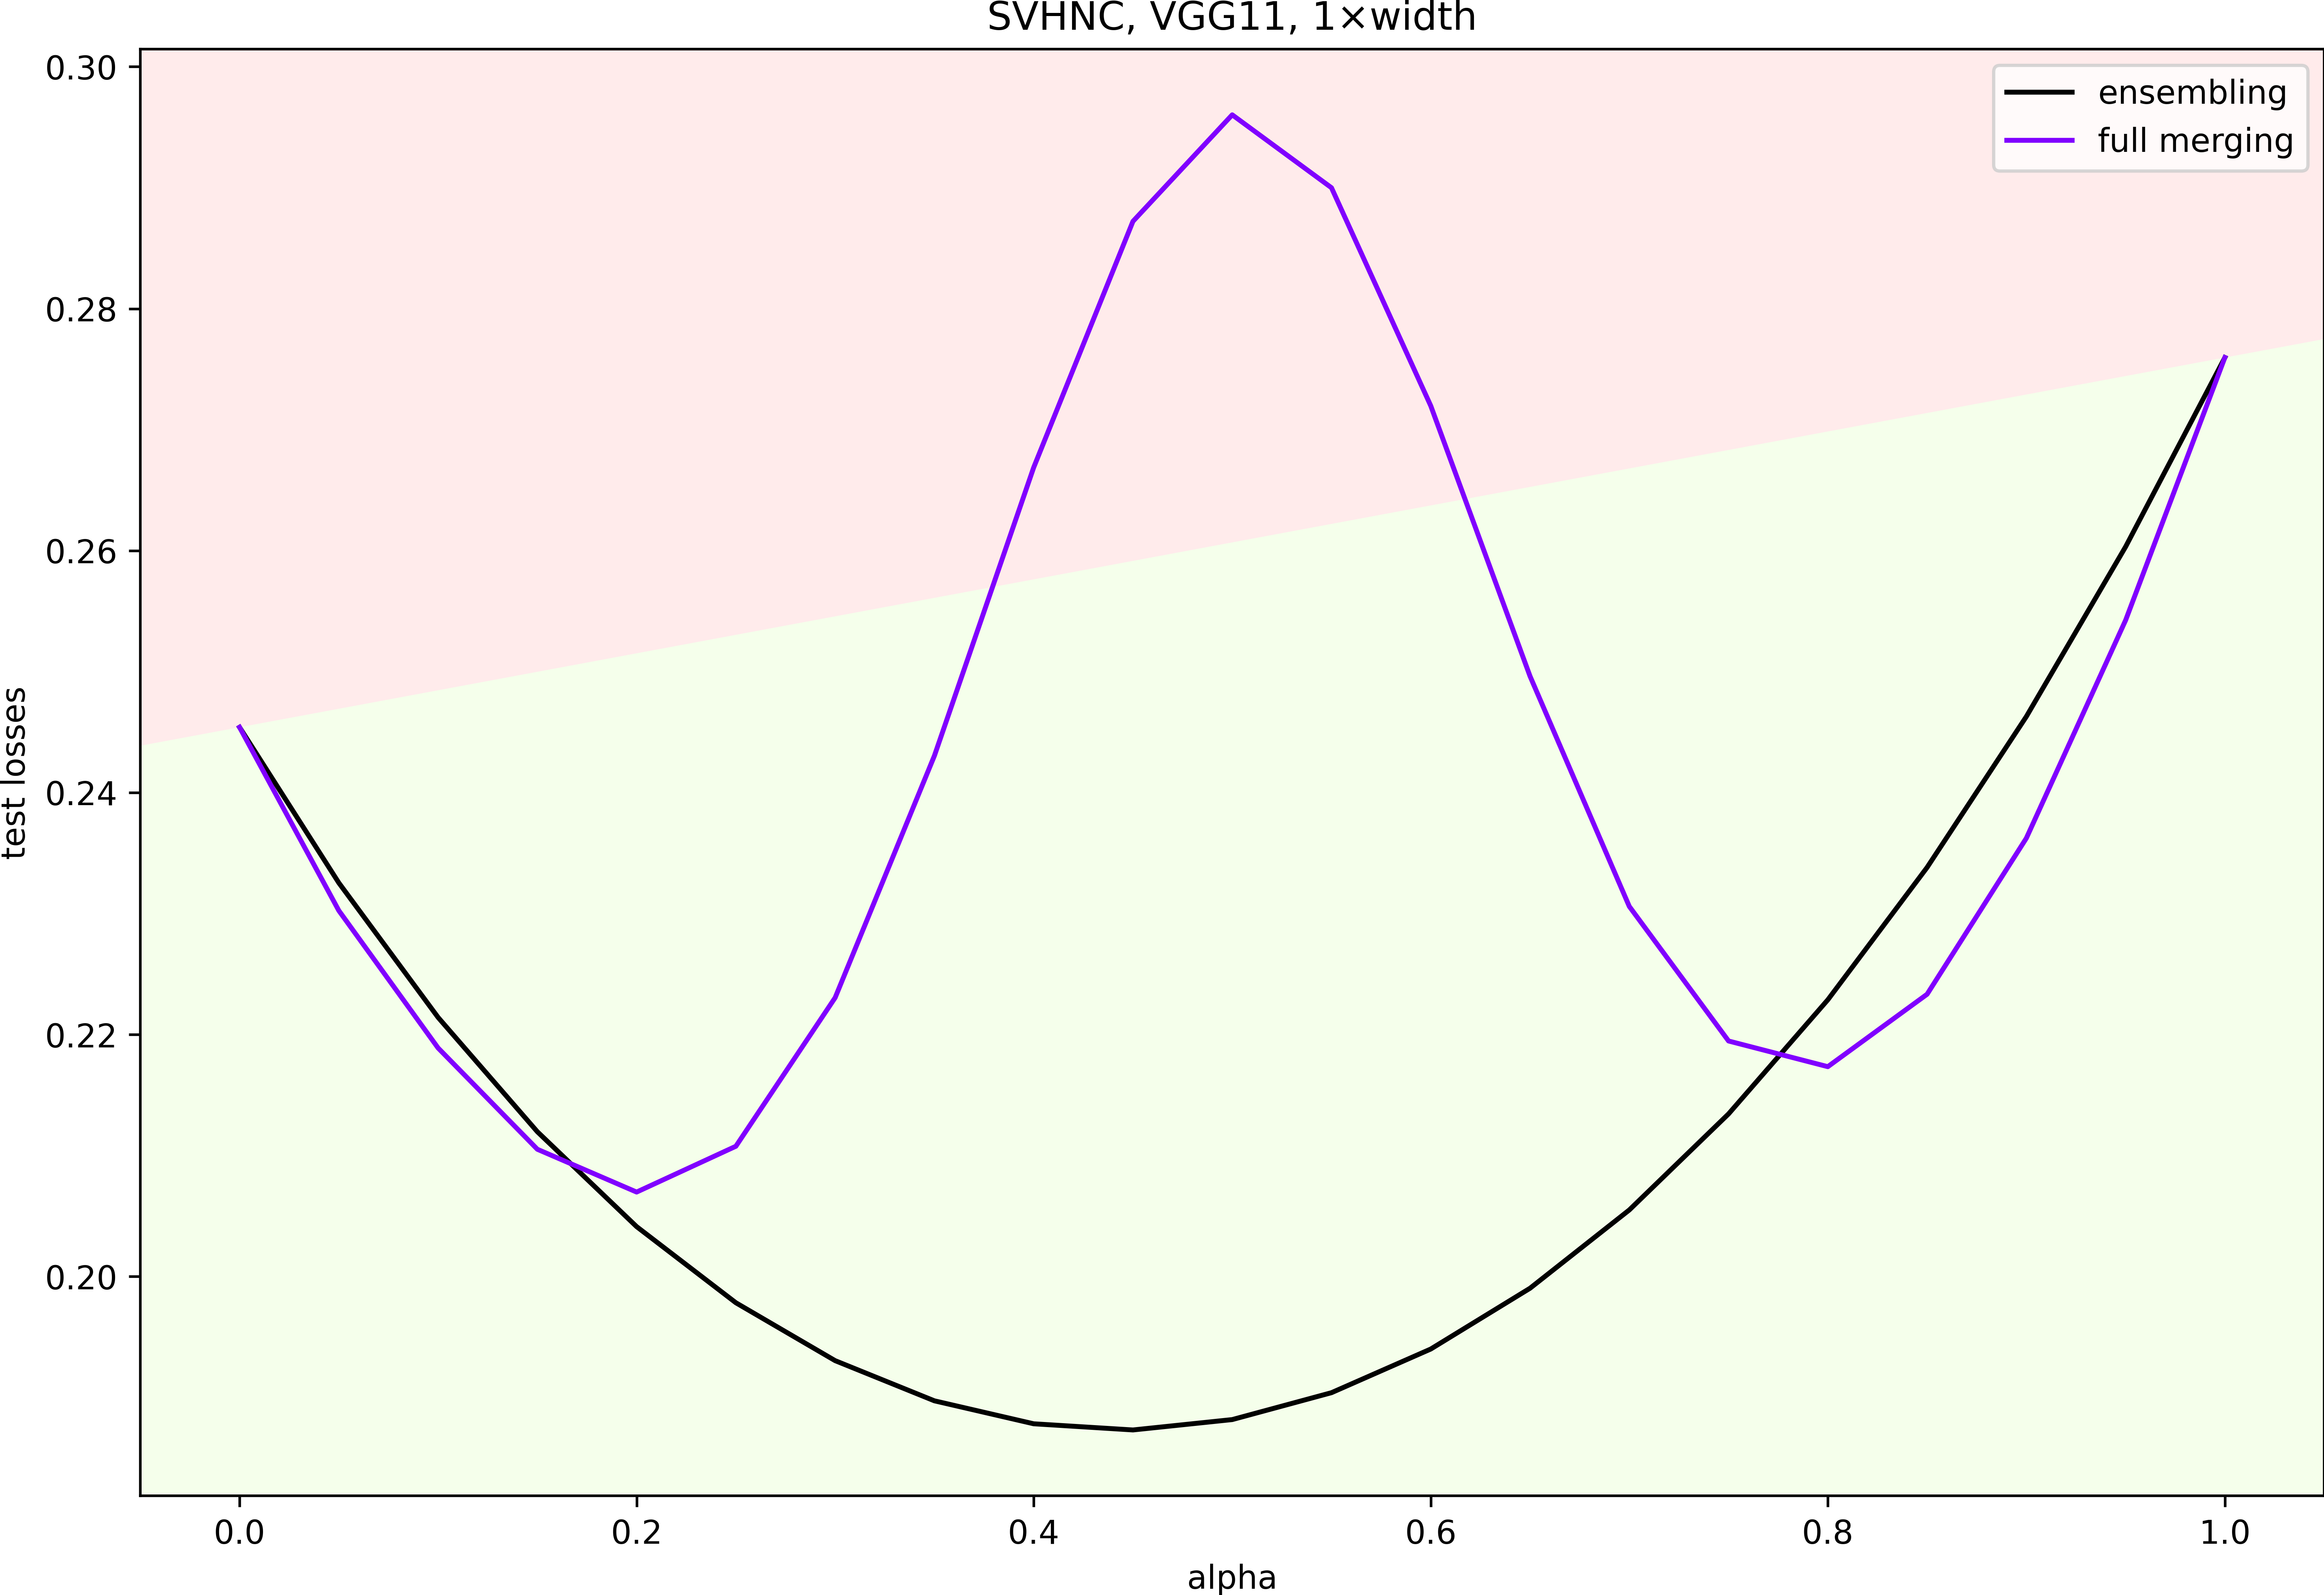 SVHNC, VGG11, 1×width
ensembling
full merging
0.30
0.28
0.26
0.24
0.22
0.20
test losses
0.0 0.2 0.4 0.6 0.8 1.0
alpha